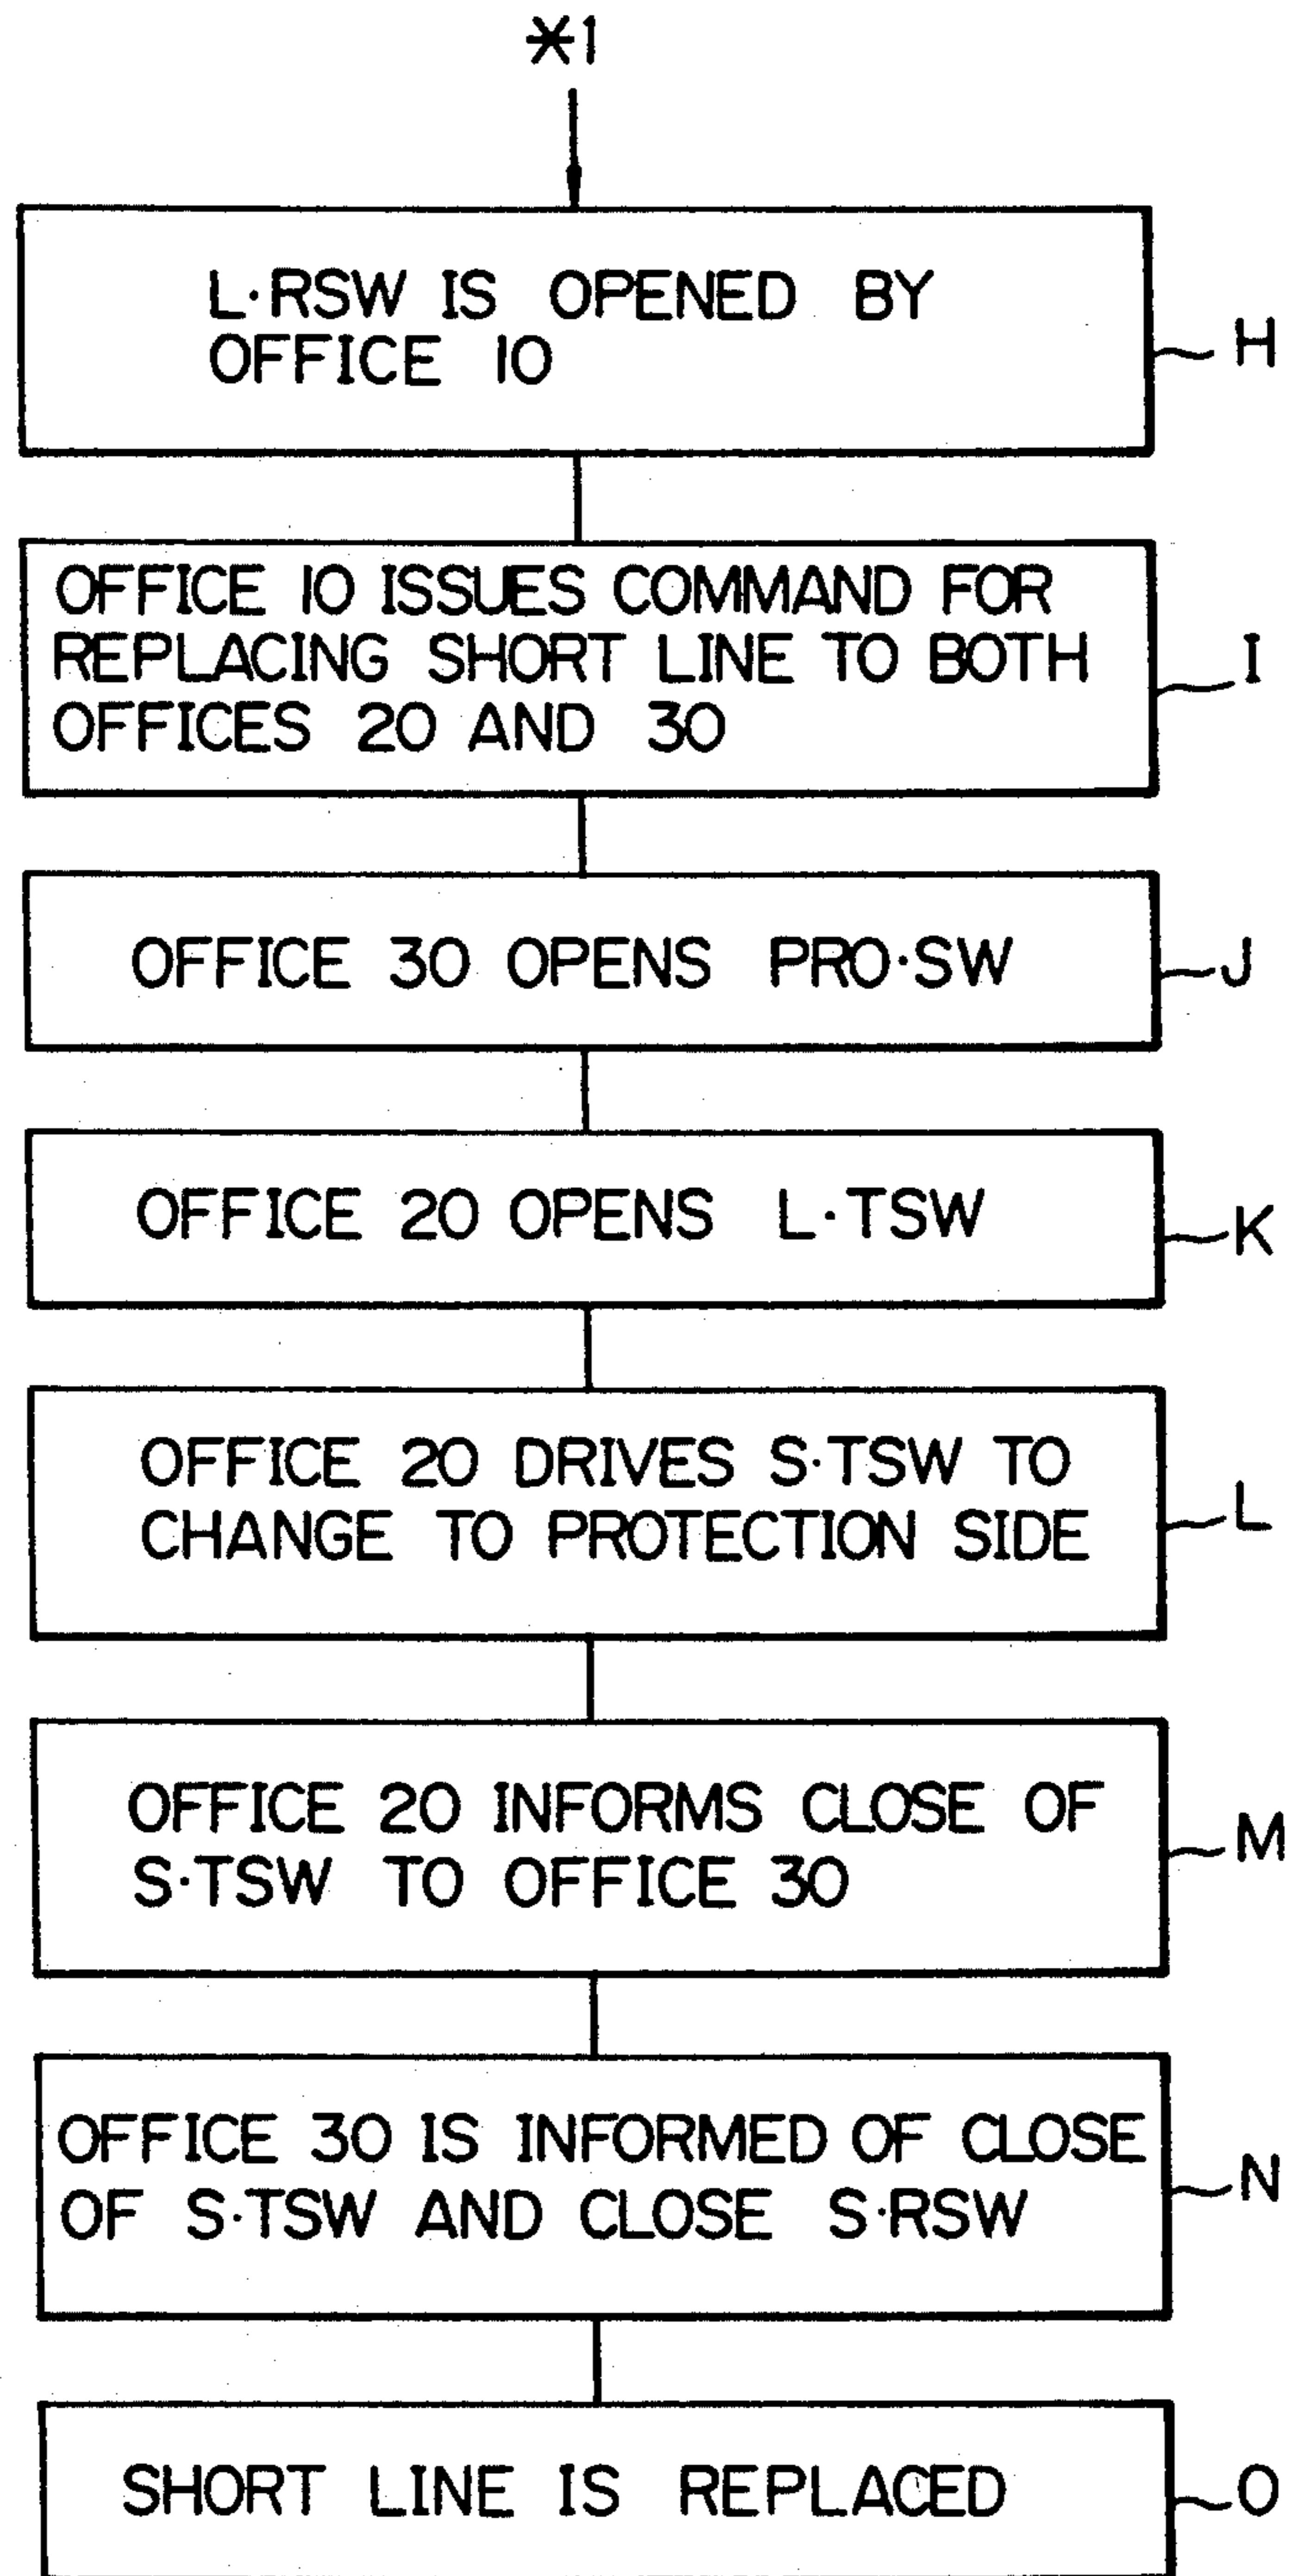 *1
L·RSW IS OPENED BY
OFFICE 10
H
OFFICE 10 ISSUES COMMAND FOR
REPLACING SHORT LINE TO BOTH
OFFICES 20 AND 30
I
OFFICE 30 OPENS PRO·SW
J
OFFICE 20 OPENS L·TSW
K
OFFICE 20 DRIVES S·TSW TO
CHANGE TO PROTECTION SIDE
L
OFFICE 20 INFORMS CLOSE OF
S·TSW TO OFFICE 30
M
OFFICE 30 IS INFORMED OF CLOSE
OF S·TSW AND CLOSE S·RSW
N
SHORT LINE IS REPLACED
O